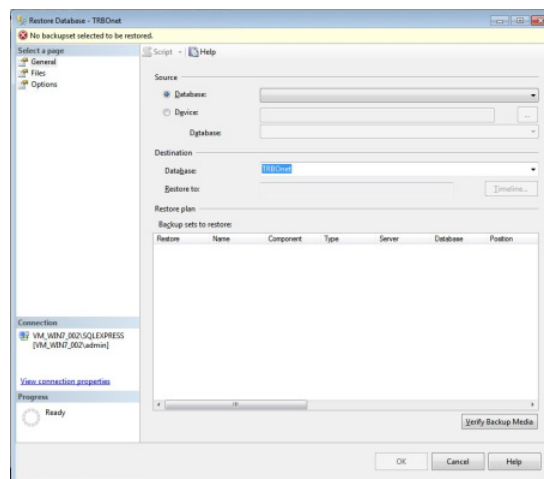 Restore Database - TRBOnet
No backupset selected to be restored.
Select a page
General
Files
Options
Script
Help
Source
Database:
Device:
...
Database:
Destination
Database: TRBOnet
Restore to:
Timeline...
Restore plan
Backup sets to restore:
Restore Name Component Type Server Database Position
Connection
VM_WIN7_002\SQLEXPRESS
[VM_WIN7_002\admin]
View connection properties
Progress
Ready
Verify Backup Media
OK Cancel Help